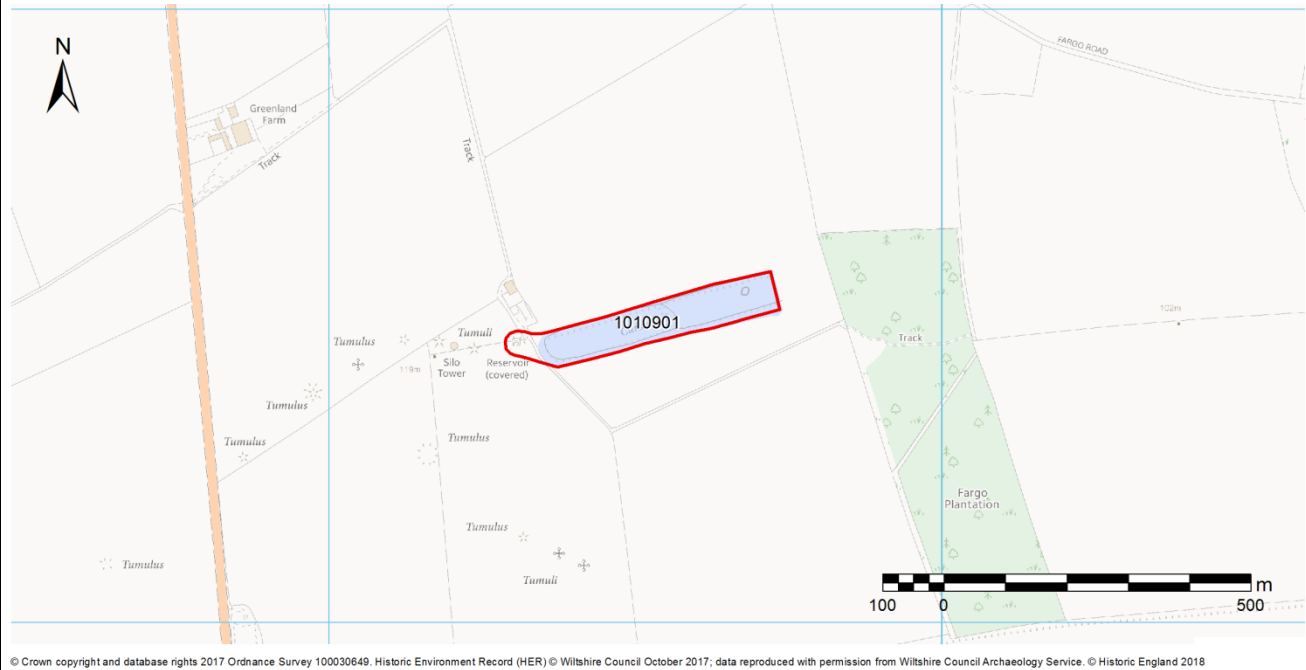 N
FARGO ROAD
Greenland
Farm
Track
Track
1010901
102m
Track
Tumuli
Tumulus
119m
Silo
Tower
Reservoir
(covered)
Tumulus
Tumulus
Tumulus
Fargo
Plantation
Tumulus
Tumulus
Tumuli
100 0 500 m
© Crown copyright and database rights 2017 Ordnance Survey 100030649. Historic Environment Record (HER) © Wiltshire Council October 2017; data reproduced with permission from Wiltshire Council Archaeology Service. © Historic England 2018